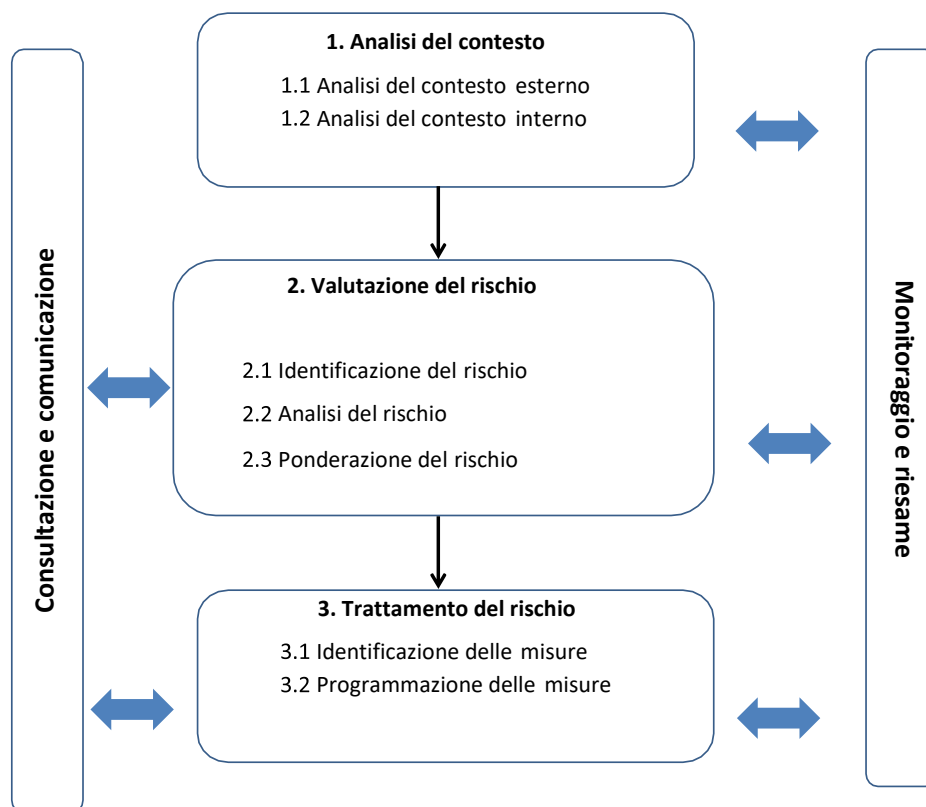 Consultazione e comunicazione
1. Analisi del contesto
1.1 Analisi del contesto esterno
1.2 Analisi del contesto interno
2. Valutazione del rischio
2.1 Identificazione del rischio
2.2 Analisi del rischio
2.3 Ponderazione del rischio
3. Trattamento del rischio
3.1 Identificazione delle misure
3.2 Programmazione delle misure
Monitoraggio e riesame